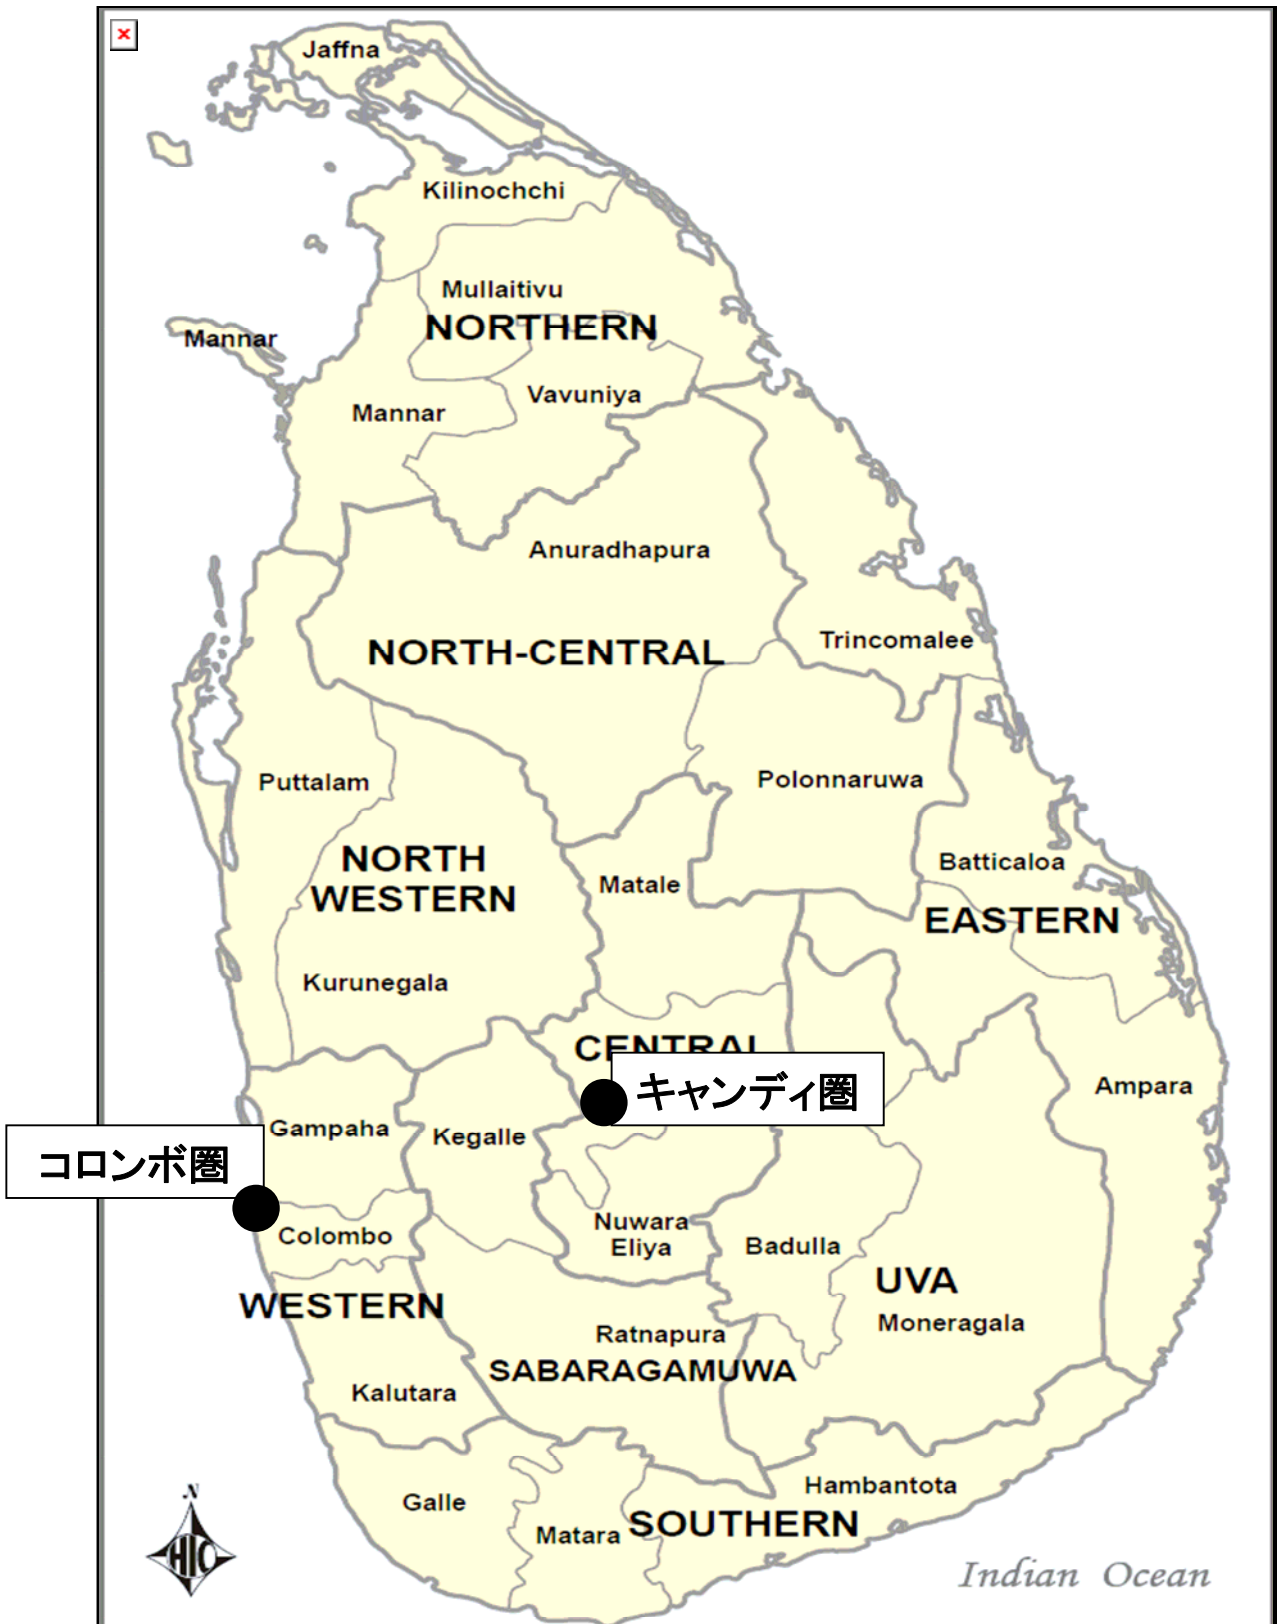 Jaffna
Kilinochchi
Mullaitivu
NORTHERN
Mannar
Vavuniya
Mannar
Anuradhapura
NORTH-CENTRAL
Trincomalee
Puttalam
Polonnaruwa
NORTH
WESTERN
Batticaloa
Matale
EASTERN
Kurunegala
CENTRAL
キャンディ圏
Ampara
Gampaha
Kegalle
コロンボ圏
Colombo
Nuwara
Eliya
Badulla
UVA
WESTERN
Moneragala
Ratnapura
SABARAGAMUWA
Kalutara
Hambantota
Galle
Matara
SOUTHERN
N
HIC
Indian Ocean